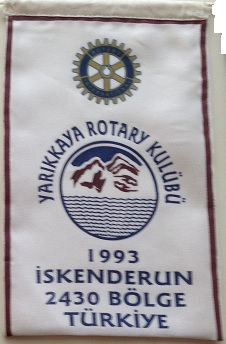 YARIKKAYA ROTARY KULÜBÜ
1993
İSKENDERUN
2430 BÖLGE
TÜRKİYE